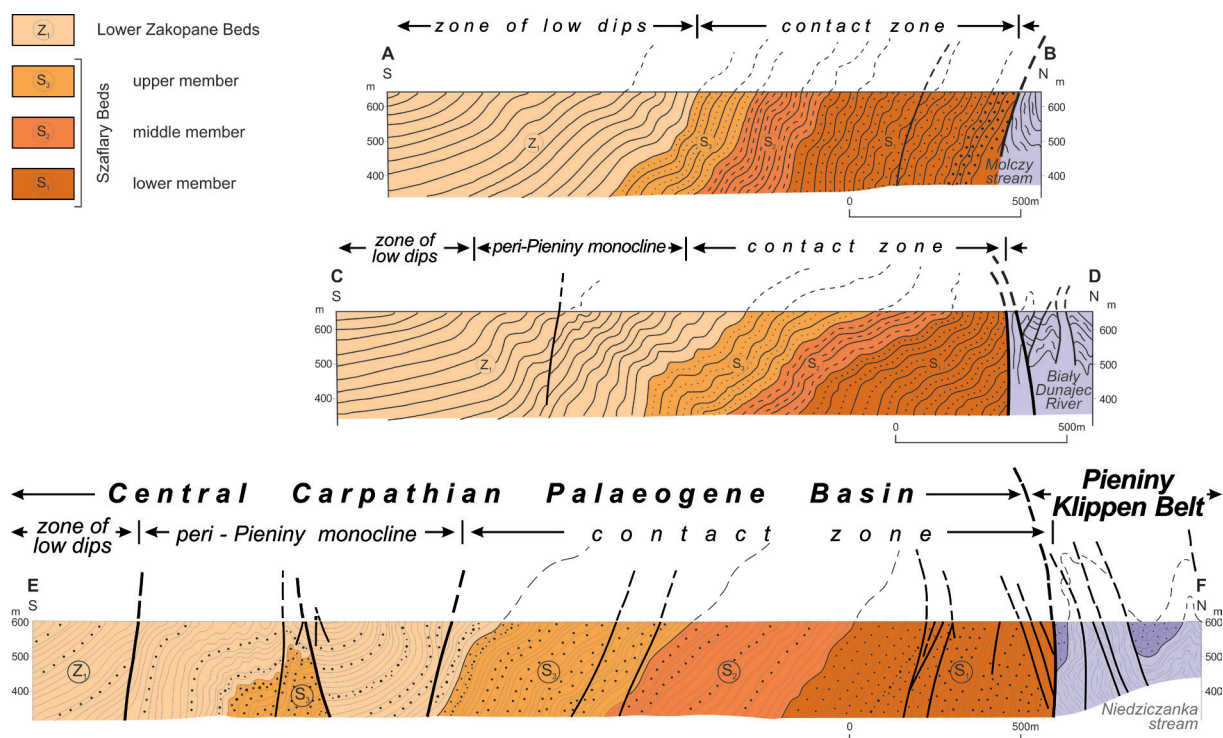 Z₁ Lower Zakopane Beds
S₃ upper member
S₂ middle member
S₁ lower member
Szaflary Beds
zone of low dips contact zone
A B
S N
m m
600 600
500 500
400 400
Z₁ S₃ S₂ S
Molczy
stream
0 500m
zone of
low dips peri-Pieniny monocline contact zone
C D
S N
m m
600 600
500 500
400 400
Z₁ S₃ S₂ S
Biały
Dunajec
River
0 500m
Central Carpathian Palaeogene Basin Pieniny
Klippen Belt
zone of
low dips peri - Pieniny monocline contact zone
E F
S N
m m
600 600
500 500
400 400
Z₁ S₃ S₃ S₂ S₁
Niedziczanka
stream
0 500m